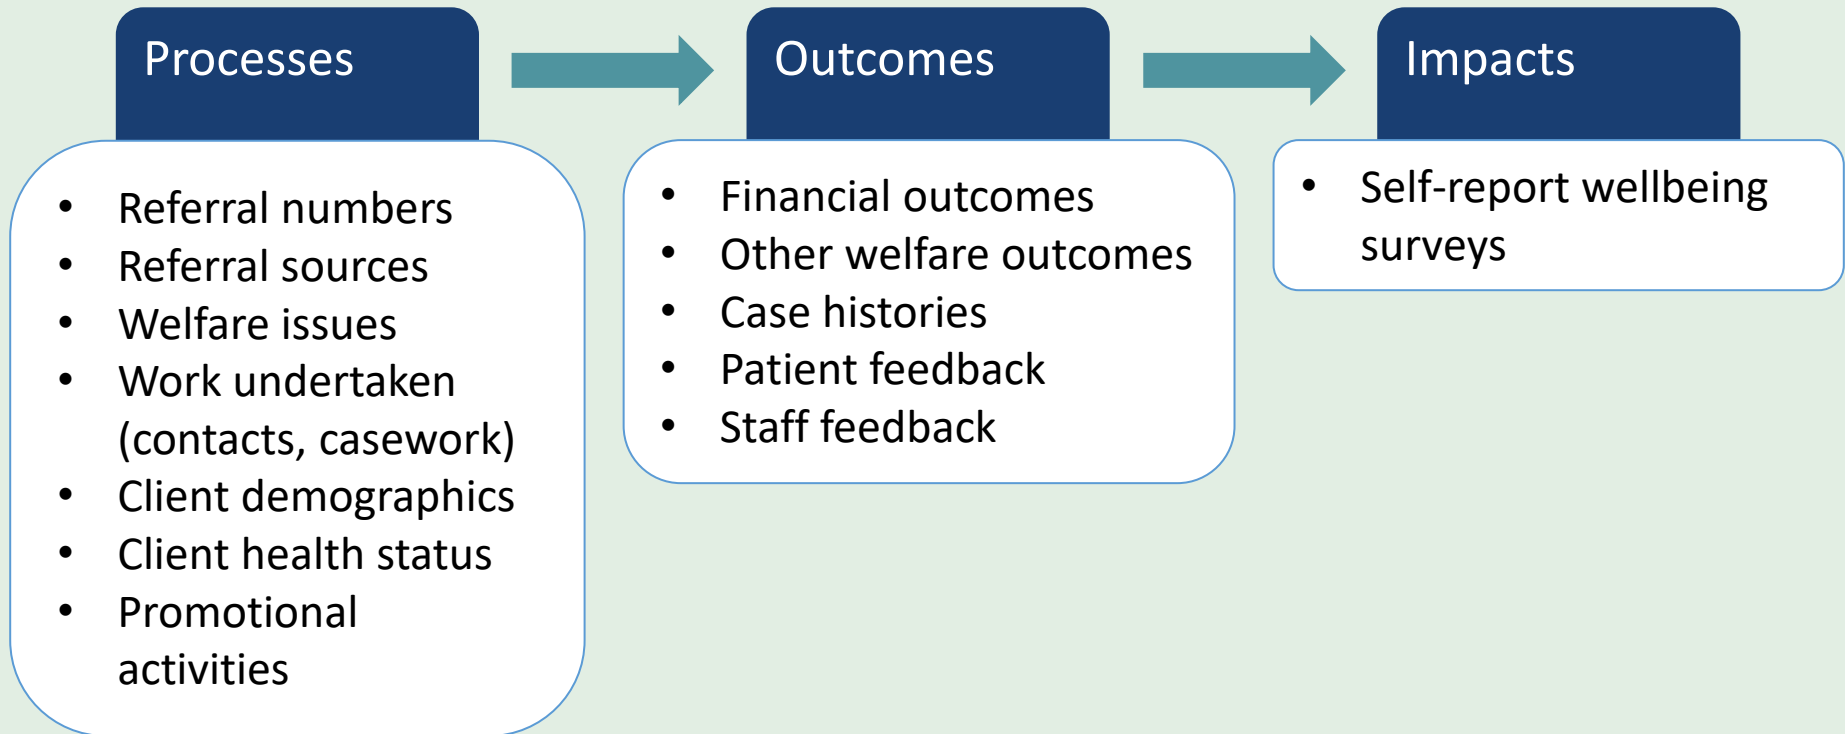 Processes
• Referral numbers
• Referral sources
• Welfare issues
• Work undertaken
(contacts, casework)
• Client demographics
• Client health status
• Promotional
activities
Outcomes
• Financial outcomes
• Other welfare outcomes
• Case histories
• Patient feedback
• Staff feedback
Impacts
• Self-report wellbeing
surveys